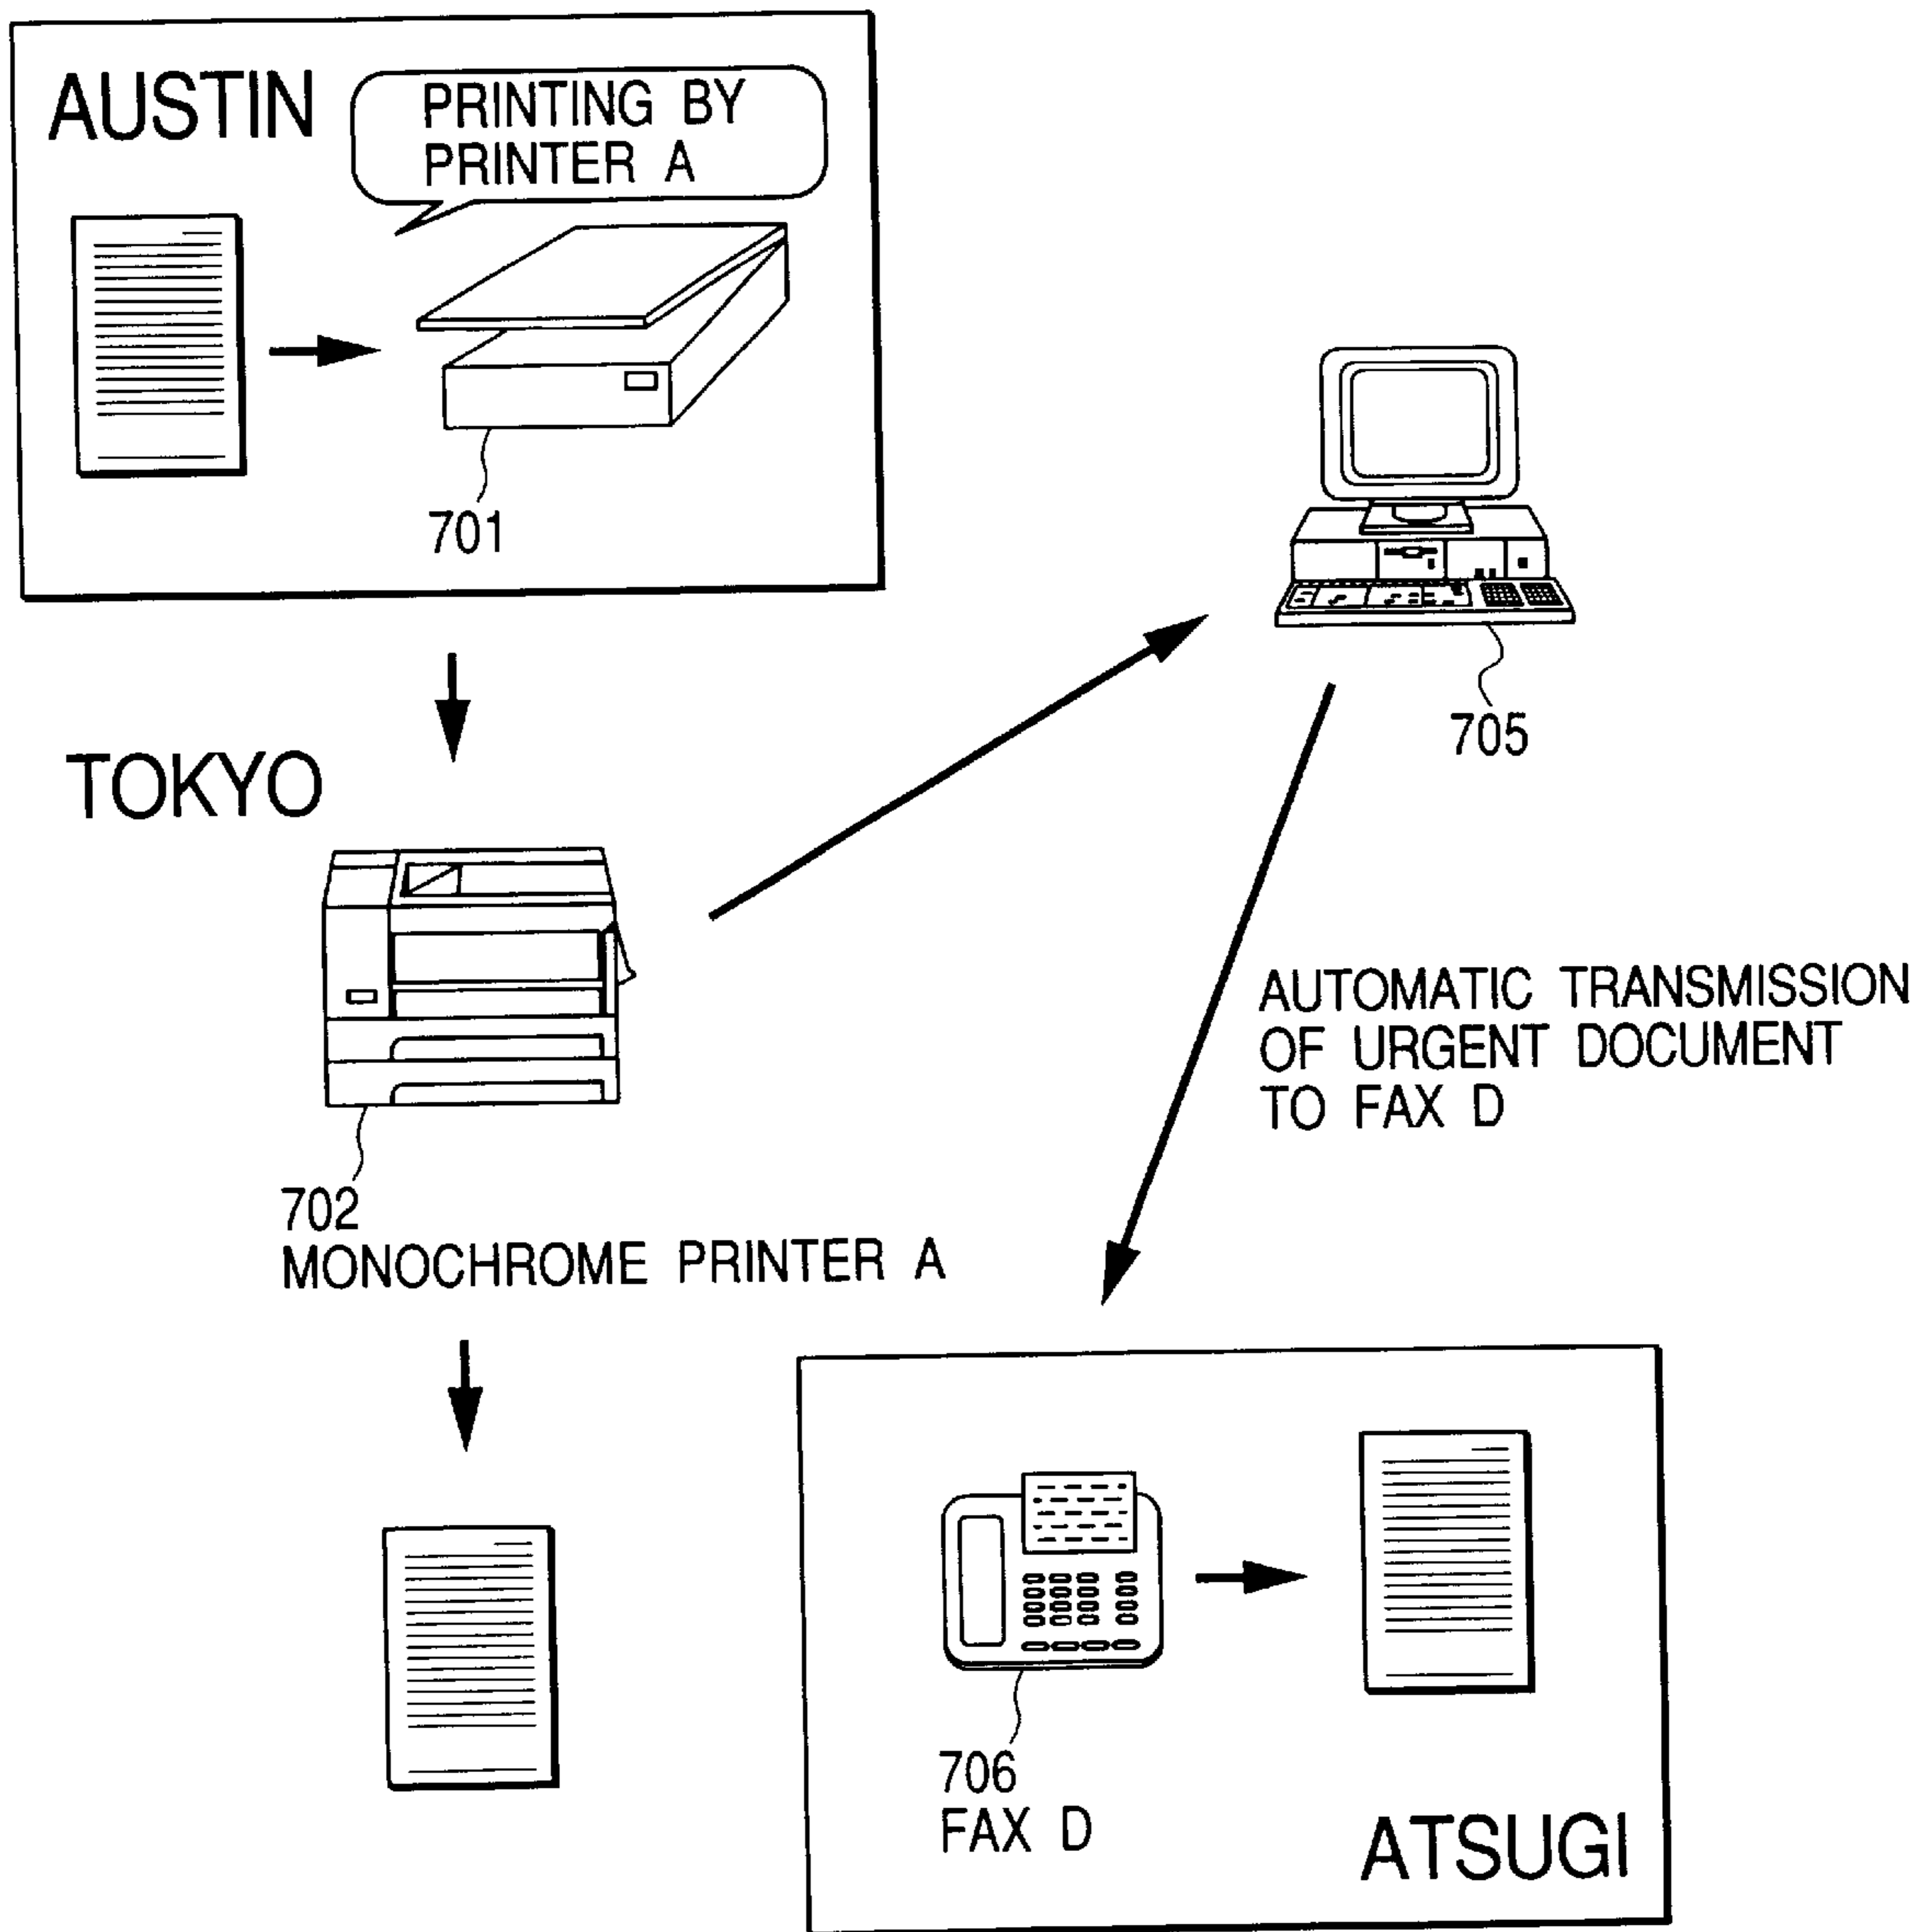 AUSTIN
PRINTING BY
PRINTER A
701
705
TOKYO
702
MONOCHROME PRINTER A
AUTOMATIC TRANSMISSION
OF URGENT DOCUMENT
TO FAX D
706
FAX D
ATSUGI